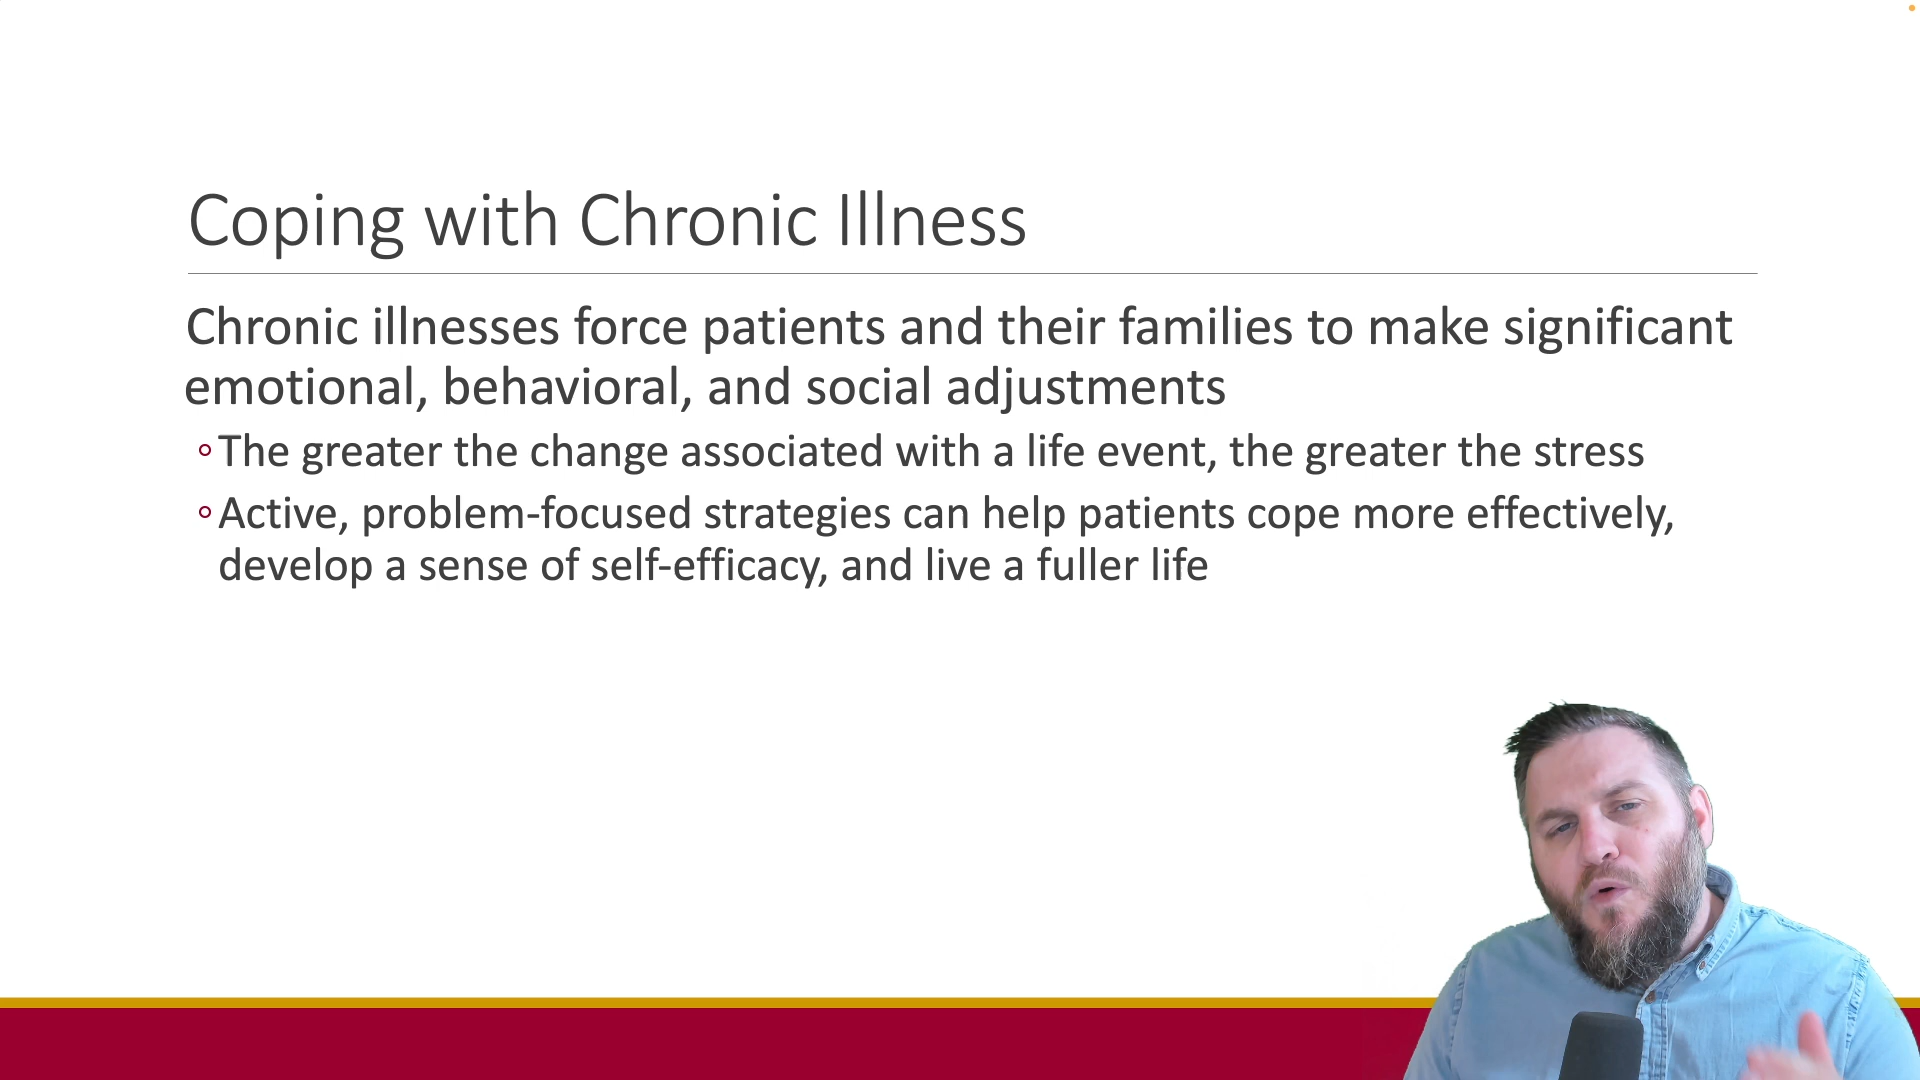 Coping with Chronic Illness
Chronic illnesses force patients and their families to make significant
emotional, behavioral, and social adjustments
◦The greater the change associated with a life event, the greater the stress
◦Active, problem-focused strategies can help patients cope more effectively,
develop a sense of self-efficacy, and live a fuller life